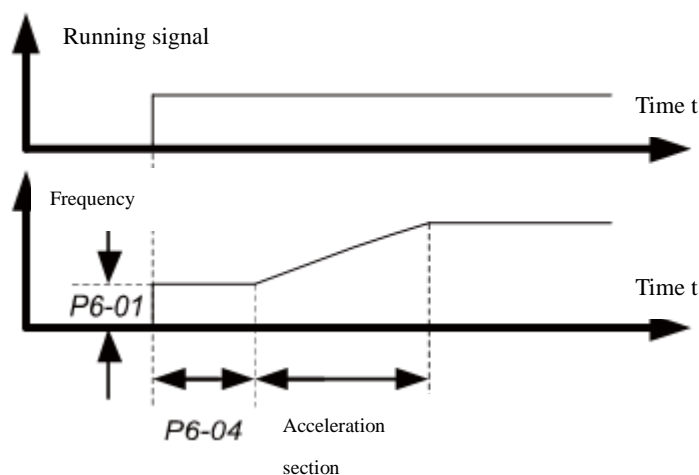 Running signal
Time t
Frequency
P6-01
Time t
P6-04
Acceleration
section